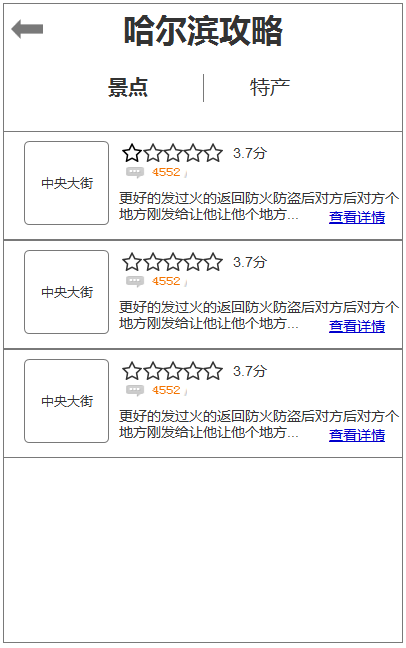 哈尔滨攻略
景点
特产
中央大街
3.7分
4552
更好的发过火的返回防火防盗后对方后对方个
地方刚发给让他让他个地方... 查看详情
中央大街
3.7分
4552
更好的发过火的返回防火防盗后对方后对方个
地方刚发给让他让他个地方... 查看详情
中央大街
3.7分
4552
更好的发过火的返回防火防盗后对方后对方个
地方刚发给让他让他个地方... 查看详情